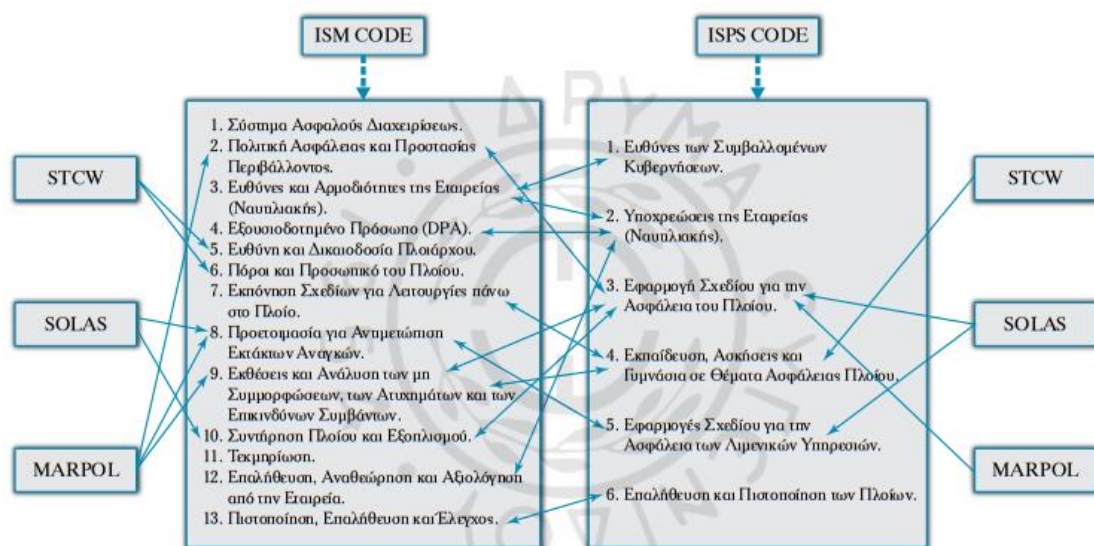 ISM CODE
ISPS CODE
STCW
SOLAS
MARPOL
1. Σύστημα Ασφαλούς Διαχειρίσεως.
2. Πολιτική Ασφάλειας και Προστασίας
Περιβάλλοντος.
3. Ευθύνες και Αρμοδιότητες της Εταιρείας
(Ναυτιλιακής).
4. Εξουσιοδοτημένο Πρόσωπο (DPA).
5. Ευθύνη και Δικαιοδοσία Πλοιάρχου.
6. Πόροι και Προσωπικό του Πλοίου.
7. Εκπόνηση Σχεδίων για Λειτουργίες πάνω
στο Πλοίο.
8. Προετοιμασία για Αντιμετώπιση
Εκτάκτων Αναγκών.
9. Εκθέσεις και Ανάλυση των μη
Συμμορφώσεων, των Ατυχημάτων και των
Επικινδύνων Συμβάντων.
10. Συντήρηση Πλοίου και Εξοπλισμού.
11. Τεκμηρίωση.
12. Επαλήθευση, Αναθεώρηση και Αξιολόγηση
από την Εταιρεία.
13. Πιστοποίηση, Επαλήθευση και Έλεγχος.
1. Ευθύνες των Συμβαλλομένων
Κυβερνήσεων.
2. Υποχρεώσεις της Εταιρείας
(Ναυτιλιακής).
3. Εφαρμογή Σχεδίου για την
Ασφάλεια του Πλοίου.
4. Εκπαίδευση, Ασκήσεις και
Γυμνάσια σε Θέματα Ασφάλειας Πλοίου.
5. Εφαρμογές Σχεδίου για την
Ασφάλεια των Λιμενικών Υπηρεσιών.
6. Επαλήθευση και Πιστοποίηση των Πλοίων.
STCW
SOLAS
MARPOL